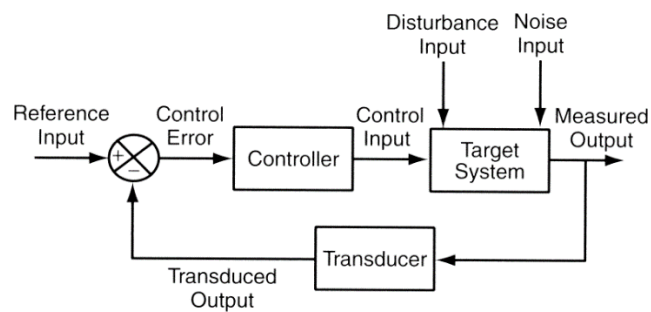 Disturbance
Input
Noise
Input
Reference
Input
Control
Error
Control
Input
Measured
Output
+
−
Controller
Target
System
Transducer
Transduced
Output